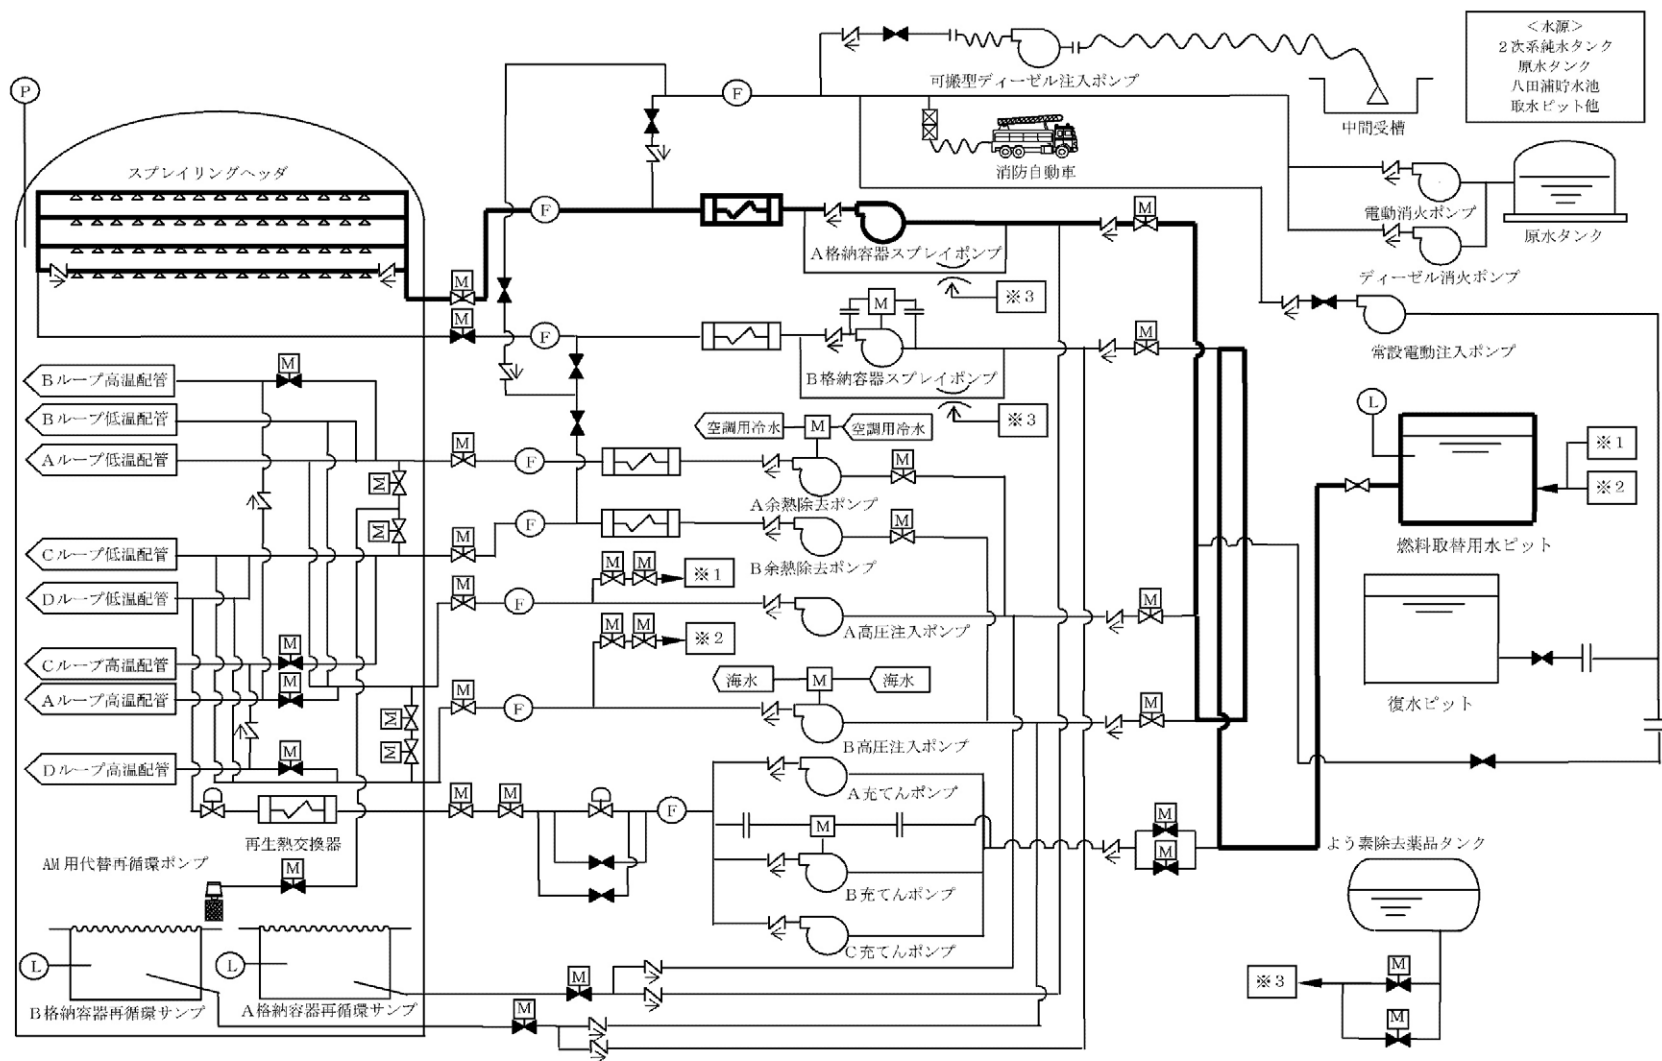 <水源>
2次系純水タンク
原水タンク
八田浦貯水池
取水ピット他
可搬型ディーゼル注入ポンプ
中間受槽
P
F
消防自動車
スプレイリングヘッダ
電動消火ポンプ
原水タンク
F
M
A格納容器スプレイポンプ
ディーゼル消火ポンプ
M
※3
M
F
M
M
常設電動注入ポンプ
Bループ高温配管
M
B格納容器スプレイポンプ
L
Bループ低温配管
※3
空調用冷水
M
空調用冷水
※1
Aループ低温配管
M
F
M
※2
M
A余熱除去ポンプ
M
M
F
M
燃料取替用水ピット
Cループ低温配管
B余熱除去ポンプ
M
M
※1
Dループ低温配管
M
F
M
M
M
※2
A高圧注入ポンプ
Cループ高温配管
M
海水
M
海水
Aループ高温配管
M
M
F
M
復水ピット
M
B高圧注入ポンプ
M
Dループ高温配管
M
A充てんポンプ
M
M
F
M
M
再生熱交換器
よう素除去薬品タンク
AM用代替再循環ポンプ
M
M
B充てんポンプ
C充てんポンプ
L
L
M
M
※3
B格納容器再循環サンプ
A格納容器再循環サンプ
M
M